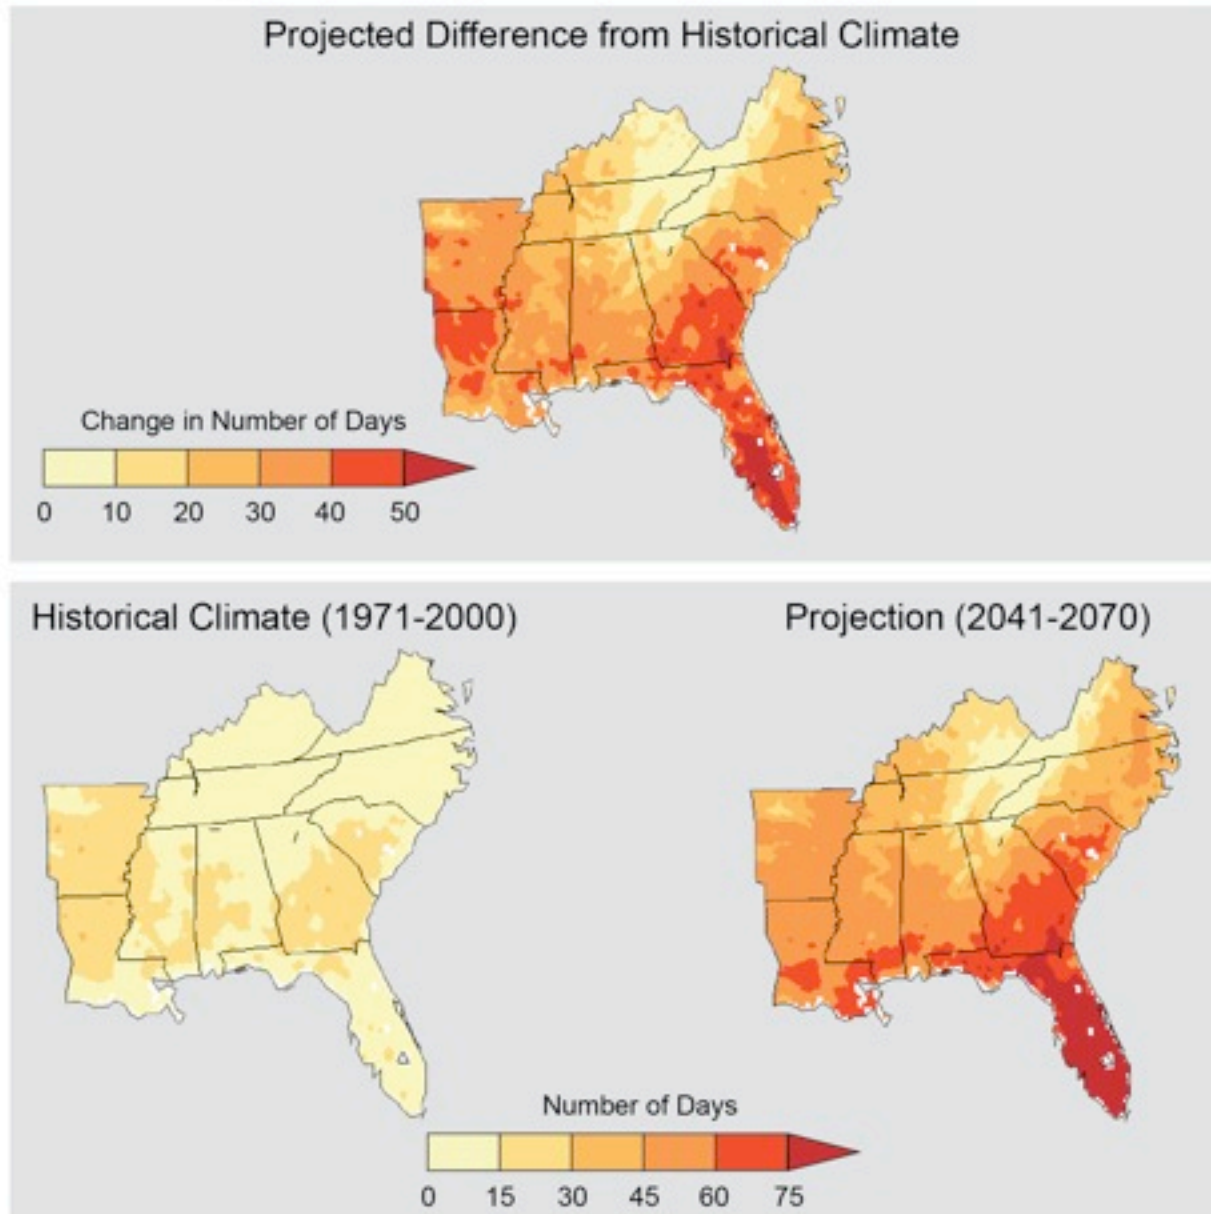 Projected Difference from Historical Climate
Change in Number of Days
0 10 20 30 40 50
Historical Climate (1971-2000)
Projection (2041-2070)
Number of Days
0 15 30 45 60 75